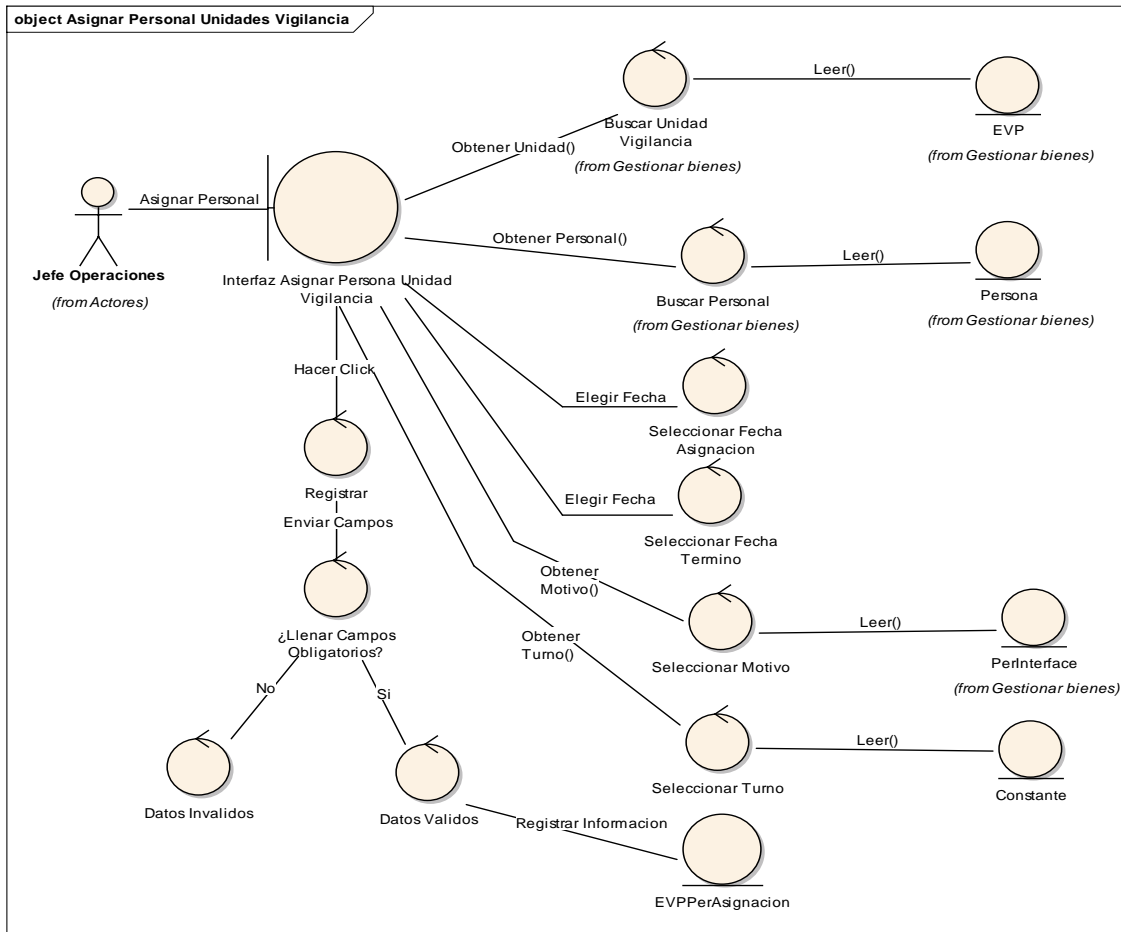 object Asignar Personal Unidades Vigilancia
Leer()
Buscar Unidad
Vigilancia
(from Gestionar bienes)
EVP
(from Gestionar bienes)
Obtener Unidad()
Asignar Personal
Jefe Operaciones
(from Actores)
Interfaz Asignar Persona Unidad
Vigilancia
Obtener Personal()
Leer()
Buscar Personal
(from Gestionar bienes)
Persona
(from Gestionar bienes)
Hacer Click
Elegir Fecha
Seleccionar Fecha
Asignacion
Registrar
Elegir Fecha
Enviar Campos
Seleccionar Fecha
Termino
Obtener
Motivo()
¿Llenar Campos
Obligatorios?
Obtener
Turno()
Leer()
Seleccionar Motivo
PerInterface
(from Gestionar bienes)
No
Si
Leer()
Seleccionar Turno
Constante
Datos Invalidos
Datos Validos
Registrar Informacion
EVPPerAsignacion